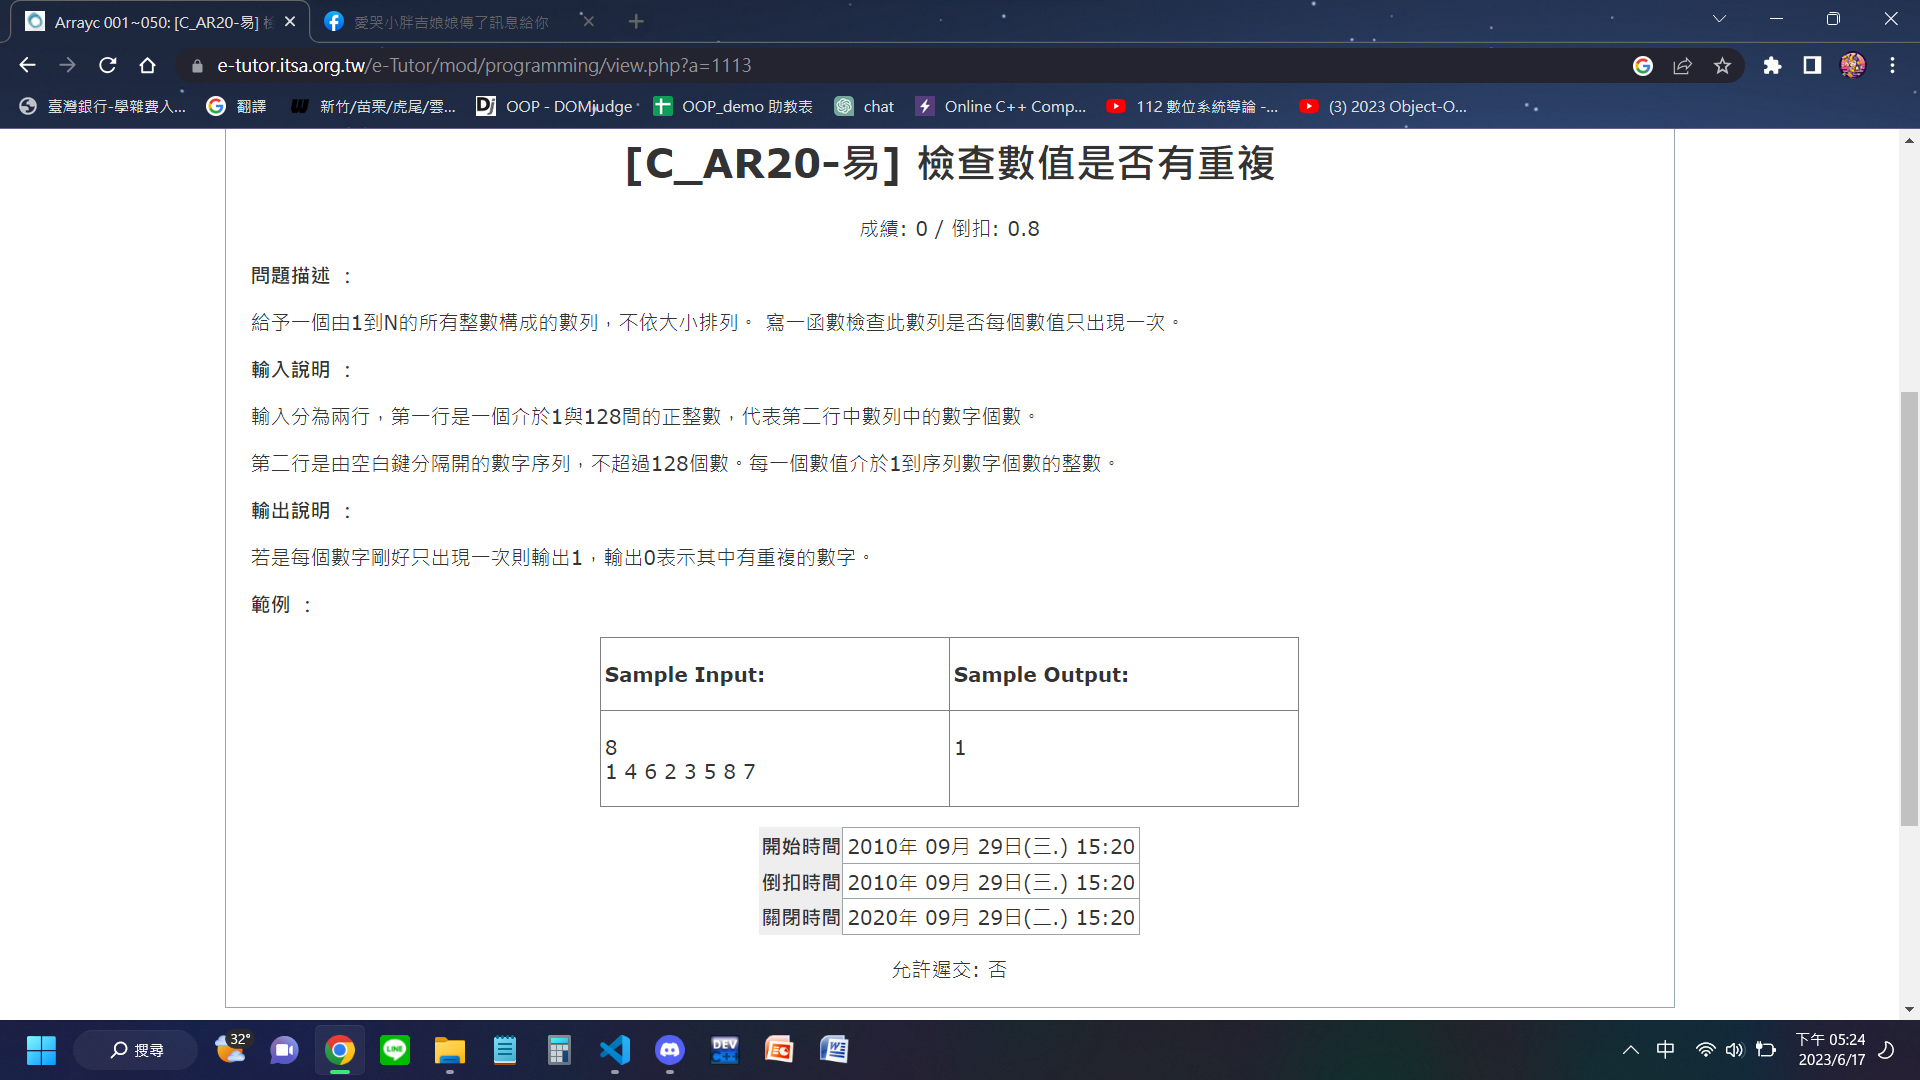 Arrayc 001~050: [C_AR20-易] 檢
愛哭小胖吉娘娘傳了訊息給你
e-tutor.itsa.org.tw/e-Tutor/mod/programming/view.php?a=1113
臺灣銀行-學雜費入...
翻譯
新竹/苗栗/虎尾/雲...
OOP - DOMjudge
OOP_demo 助教表
chat
Online C++ Comp...
112 數位系統導論 -...
(3) 2023 Object-O...
[C_AR20-易] 檢查數值是否有重複
成績: 0 / 倒扣: 0.8
問題描述 ：
給予一個由1到N的所有整數構成的數列，不依大小排列。 寫一函數檢查此數列是否每個數值只出現一次。
輸入說明 ：
輸入分為兩行，第一行是一個介於1與128間的正整數，代表第二行中數列中的數字個數。
第二行是由空白鍵分隔開的數字序列，不超過128個數。每一個數值介於1到序列數字個數的整數。
輸出說明 ：
若是每個數字剛好只出現一次則輸出1，輸出0表示其中有重複的數字。
範例 ：
Sample Input:
Sample Output:
8
1 4 6 2 3 5 8 7
1
開始時間 2010年 09月 29日(三.) 15:20
倒扣時間 2010年 09月 29日(三.) 15:20
關閉時間 2020年 09月 29日(二.) 15:20
允許遲交: 否
搜尋
32°
LINE
DEV C++
中
下午 05:24
2023/6/17